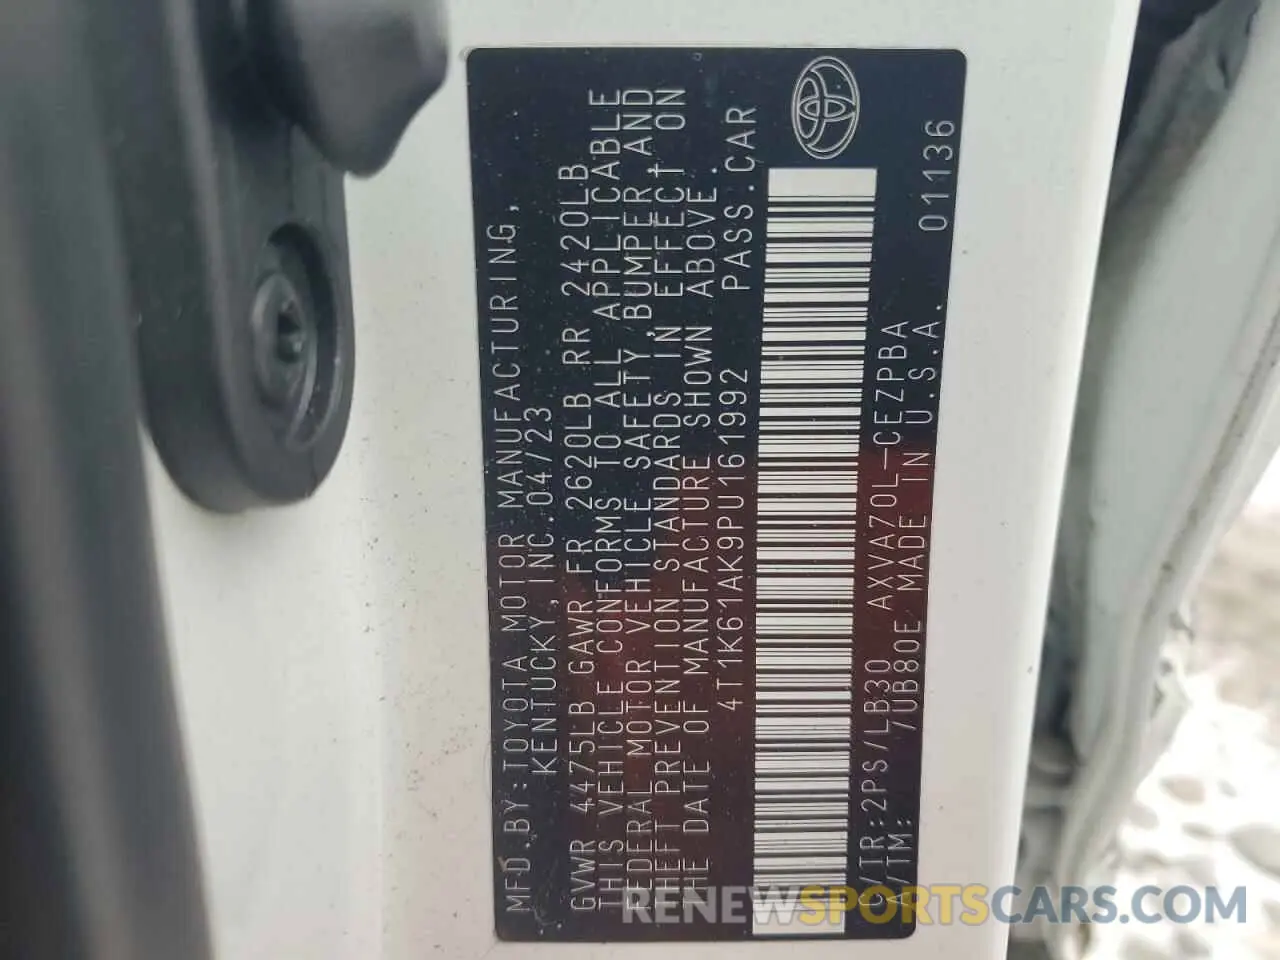 MFD.BY:TOYOTA MOTOR MANUFACTURING,
KENTUCKY,INC.04/23
GVWR 4475LB GAWR FR 2620LB RR 2420LB
THIS VEHICLE CONFORMS TO ALL APPLICABLE
FEDERAL MOTOR VEHICLE SAFETY,BUMPER,AND
THEFT PREVENTION STANDARDS IN EFFECT ON
THE DATE OF MANUFACTURE SHOWN ABOVE.
4T1K61AK9PU161992 PASS.CAR
C/TR:2PS/LB30 AXVA70L-CEZPBA
A/TM: /UB80E MADE IN U.S.A. 01136
RENEWSPORTSCARS.COM